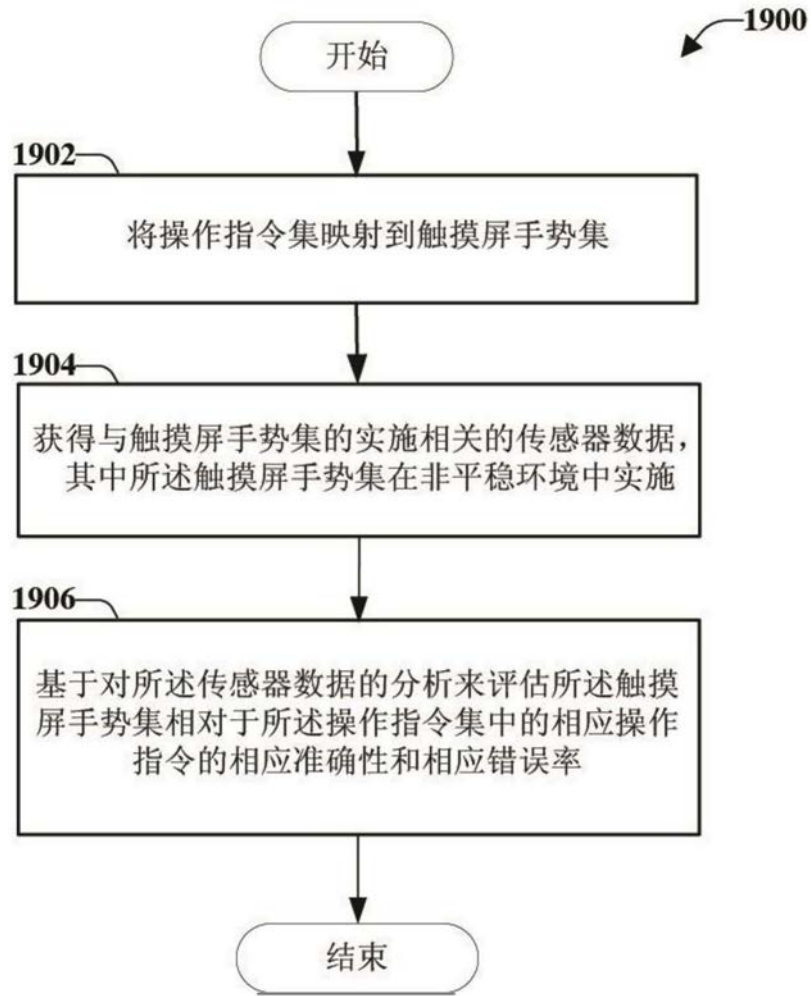 1900
开始
1902
将操作指令集映射到触摸屏手势集
1904
获得与触摸屏手势集的实施相关的传感器数据，
其中所述触摸屏手势集在非平稳环境中实施
1906
基于对所述传感器数据的分析来评估所述触摸
屏手势集相对于所述操作指令集中的相应操作
指令的相应准确性和相应错误率
结束